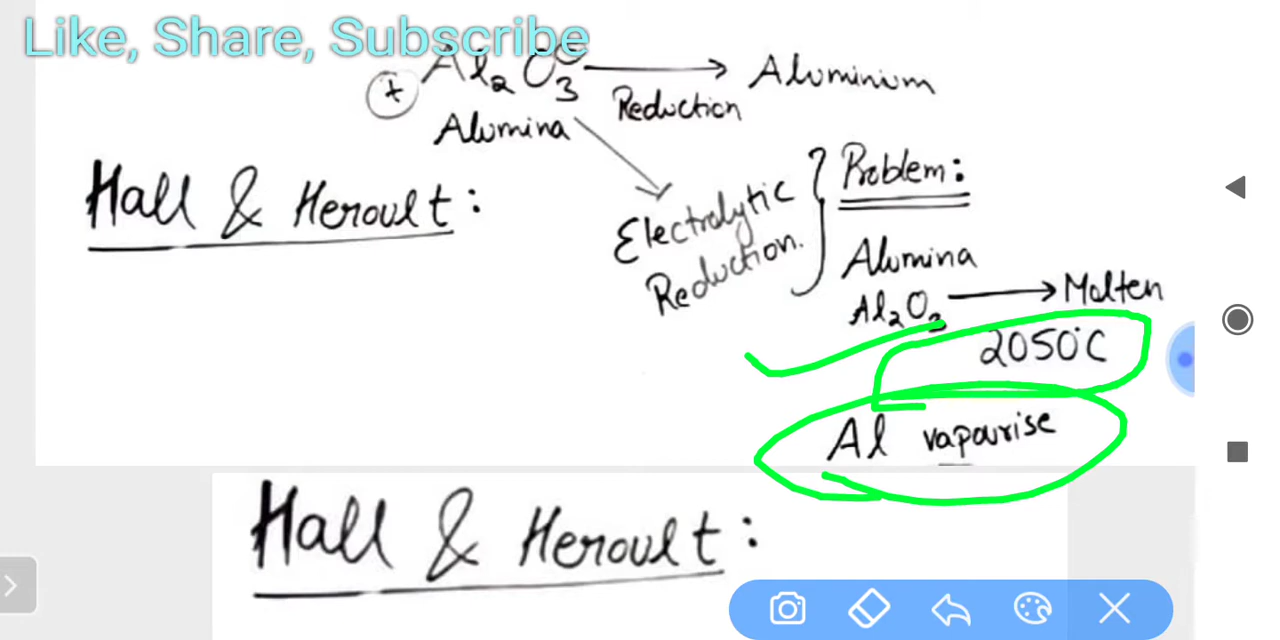 Like, Share, Subscribe
+ Al2O3 → Aluminium
Reduction
Alumina
Hall & Heroult :
Electrolytic
Reduction.
Problem:
Alumina
Al2O3 → Molten
2050°C
Al vapourise
Hall & Heroult :